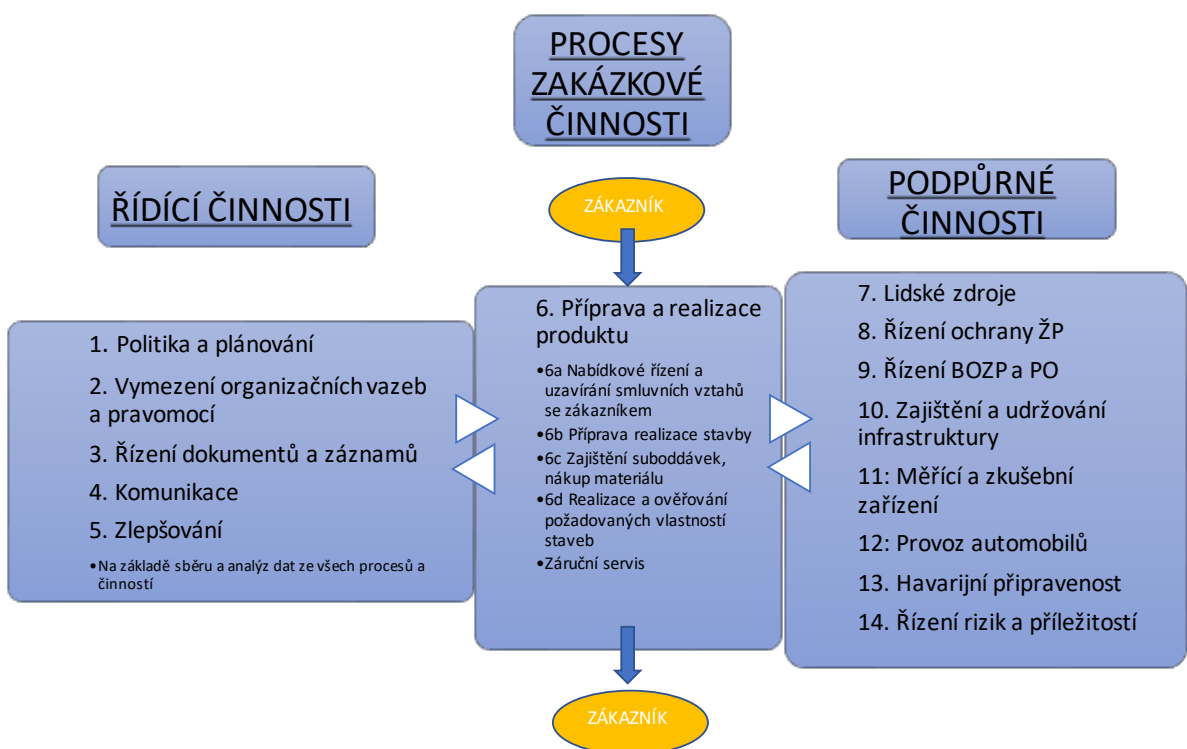 PROCESY
ZAKÁZKOVÉ
ČINNOSTI
ŘÍDÍCÍ ČINNOSTI
PODPŮRNÉ
ČINNOSTI
ZÁKAZNÍK
1. Politika a plánování
2. Vymezení organizačních vazeb
a pravomocí
3. Řízení dokumentů a záznamů
4. Komunikace
5. Zlepšování
•Na základě sběru a analýz dat ze všech procesů a
činností
6. Příprava a realizace
produktu
•6a Nabídkové řízení a
uzavírání smluvních vztahů
se zákazníkem
•6b Příprava realizace stavby
•6c Zajištění suboddávek,
nákup materiálu
•6d Realizace a ověřování
požadovaných vlastností
staveb
•Záruční servis
7. Lidské zdroje
8. Řízení ochrany ŽP
9. Řízení BOZP a PO
10. Zajištění a udržování
infrastruktury
11: Měřící a zkušební
zařízení
12: Provoz automobilů
13. Havarijní připravenost
14. Řízení rizik a příležitostí
ZÁKAZNÍK